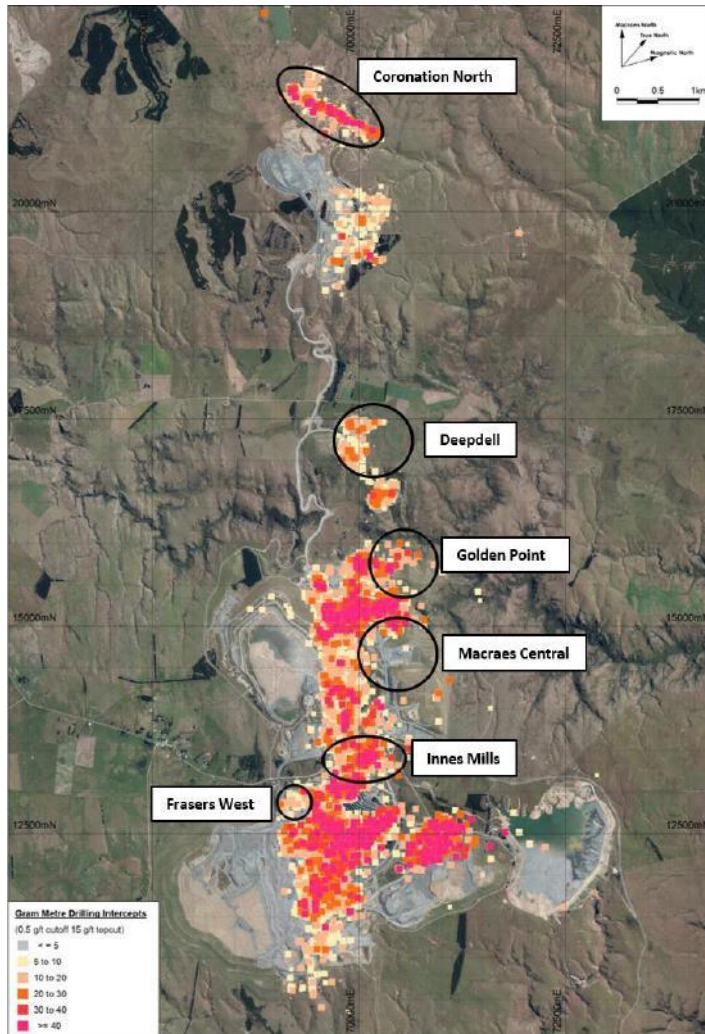 70000mE
72500mE
Macraes North
True North
Magnetic North
0 0.5 1km
Coronation North
20000mN
20000mN
17500mN
17500mN
Deepdell
Golden Point
15000mN
15000mN
Macraes Central
Innes Mills
Frasers West
12500mN
12500mN
Gram Metre Drilling Intercepts
(0.5 g/t cutoff 15 g/t topcut)
< = 5
5 to 10
10 to 20
20 to 30
30 to 40
>= 40
70000mE
72500mE